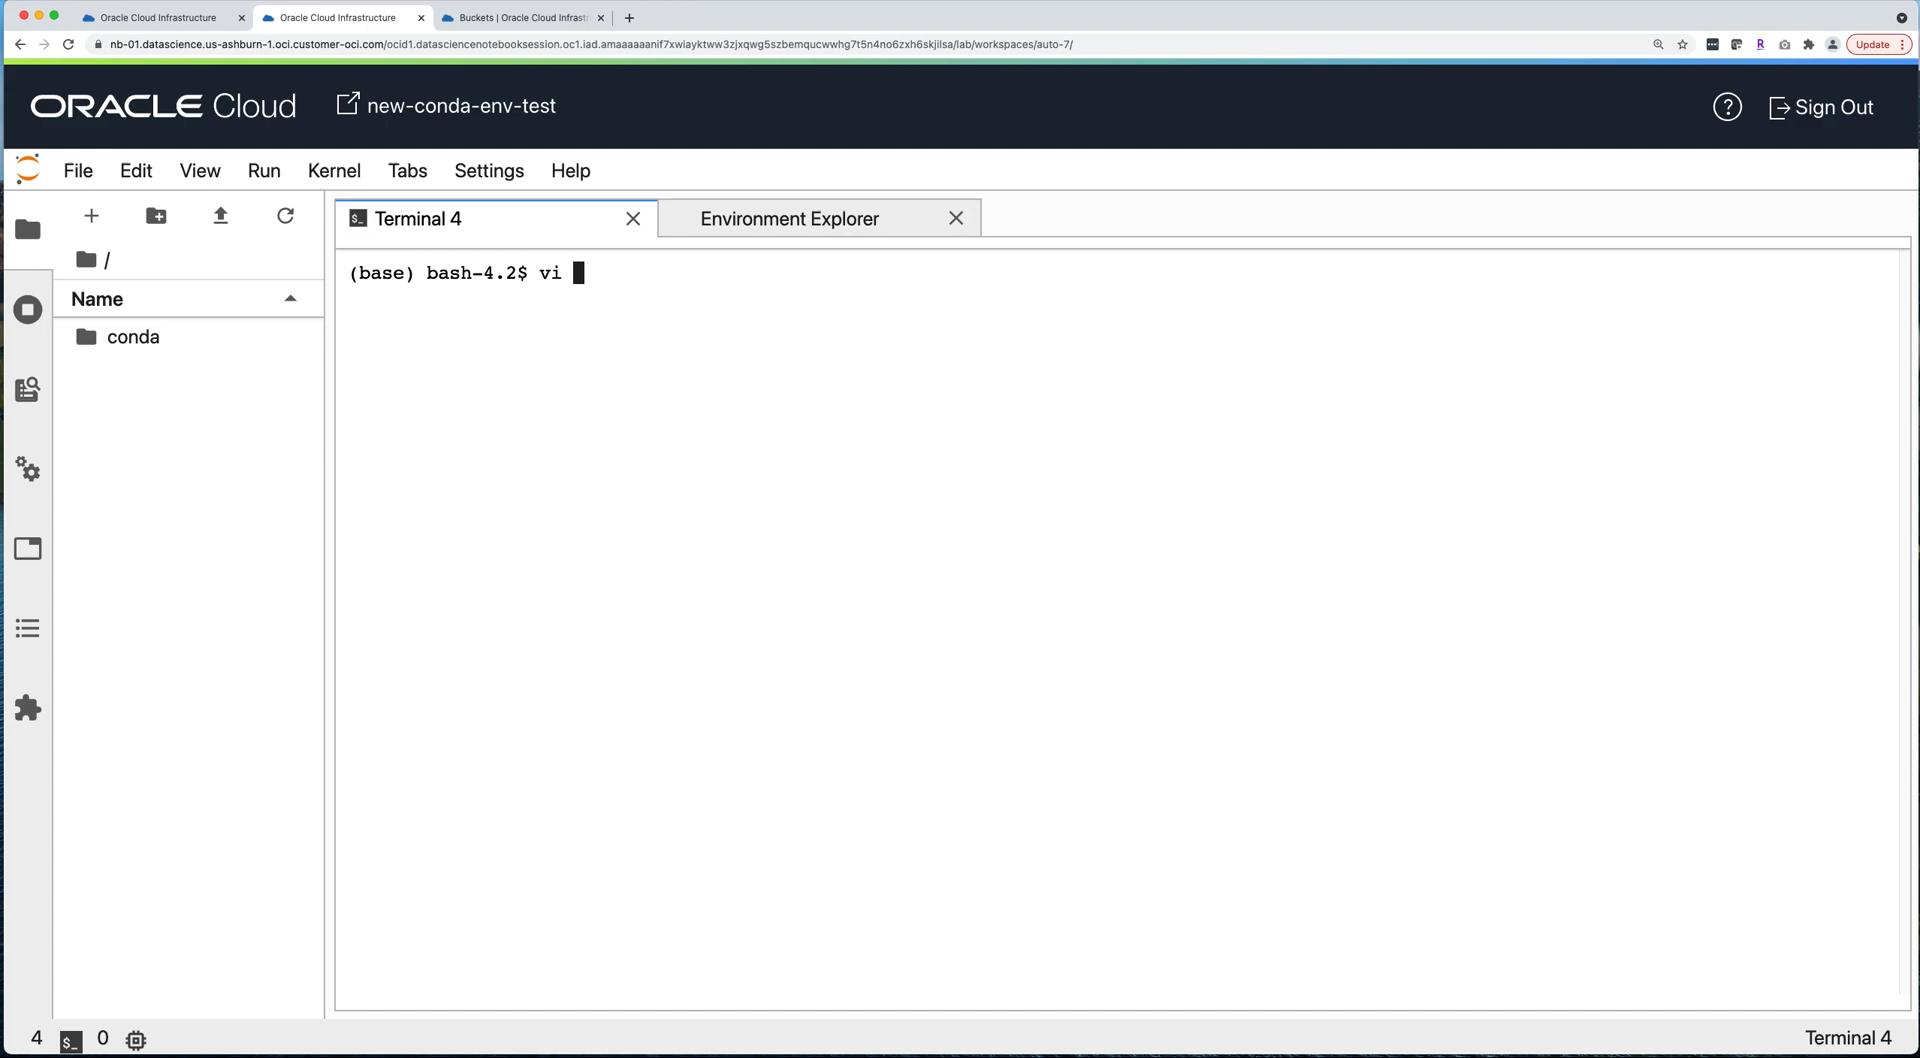 Oracle Cloud Infrastructure
Oracle Cloud Infrastructure
Buckets | Oracle Cloud Infrast
nb-01.datascience.us-ashburn-1.oci.customer-oci.com/ocid1.datasciencenotebooksession.oc1.iad.amaaaaaanif7xwiayktww3zjxqwg5szbemqucwwhg7t5n4no6zxh6skjilsa/lab/workspaces/auto-7/
R
Update
ORACLE Cloud
new-conda-env-test
?
Sign Out
File Edit View Run Kernel Tabs Settings Help
$_ Terminal 4
Environment Explorer
/
Name
conda
(base) bash-4.2$ vi
4 $_ 0
Terminal 4